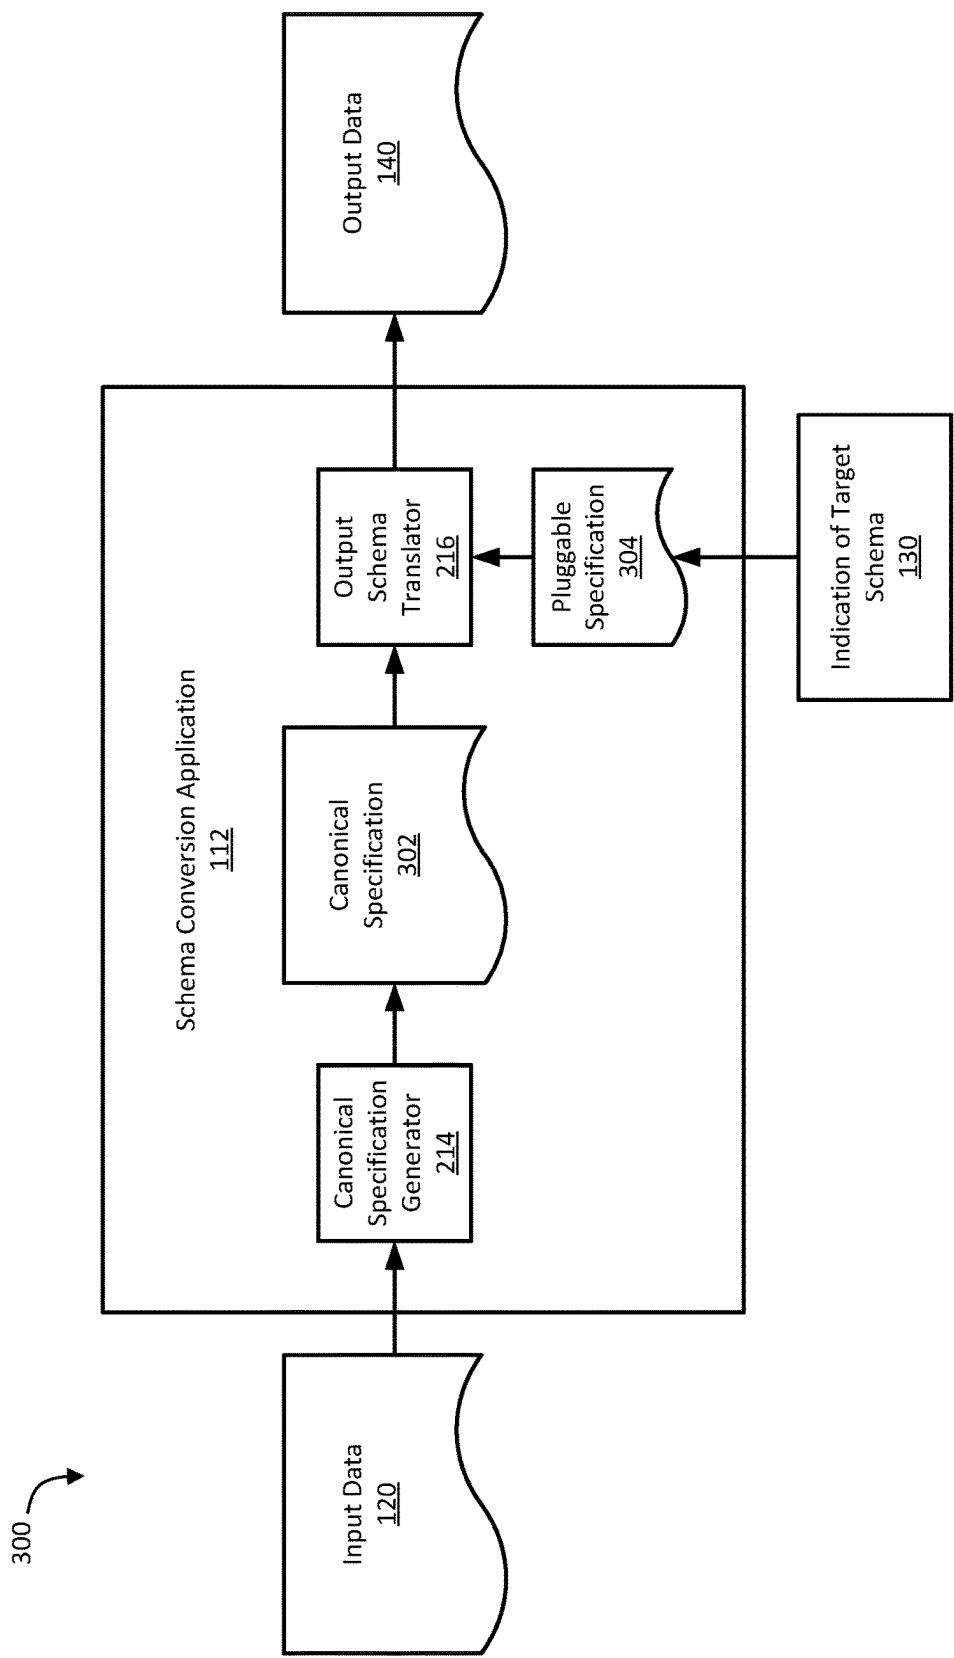 300
Schema Conversion Application
112
Input Data
120
Canonical
Specification
Generator
214
Canonical
Specification
302
Output
Schema
Translator
216
Output Data
140
Pluggable
Specification
304
Indication of Target
Schema
130